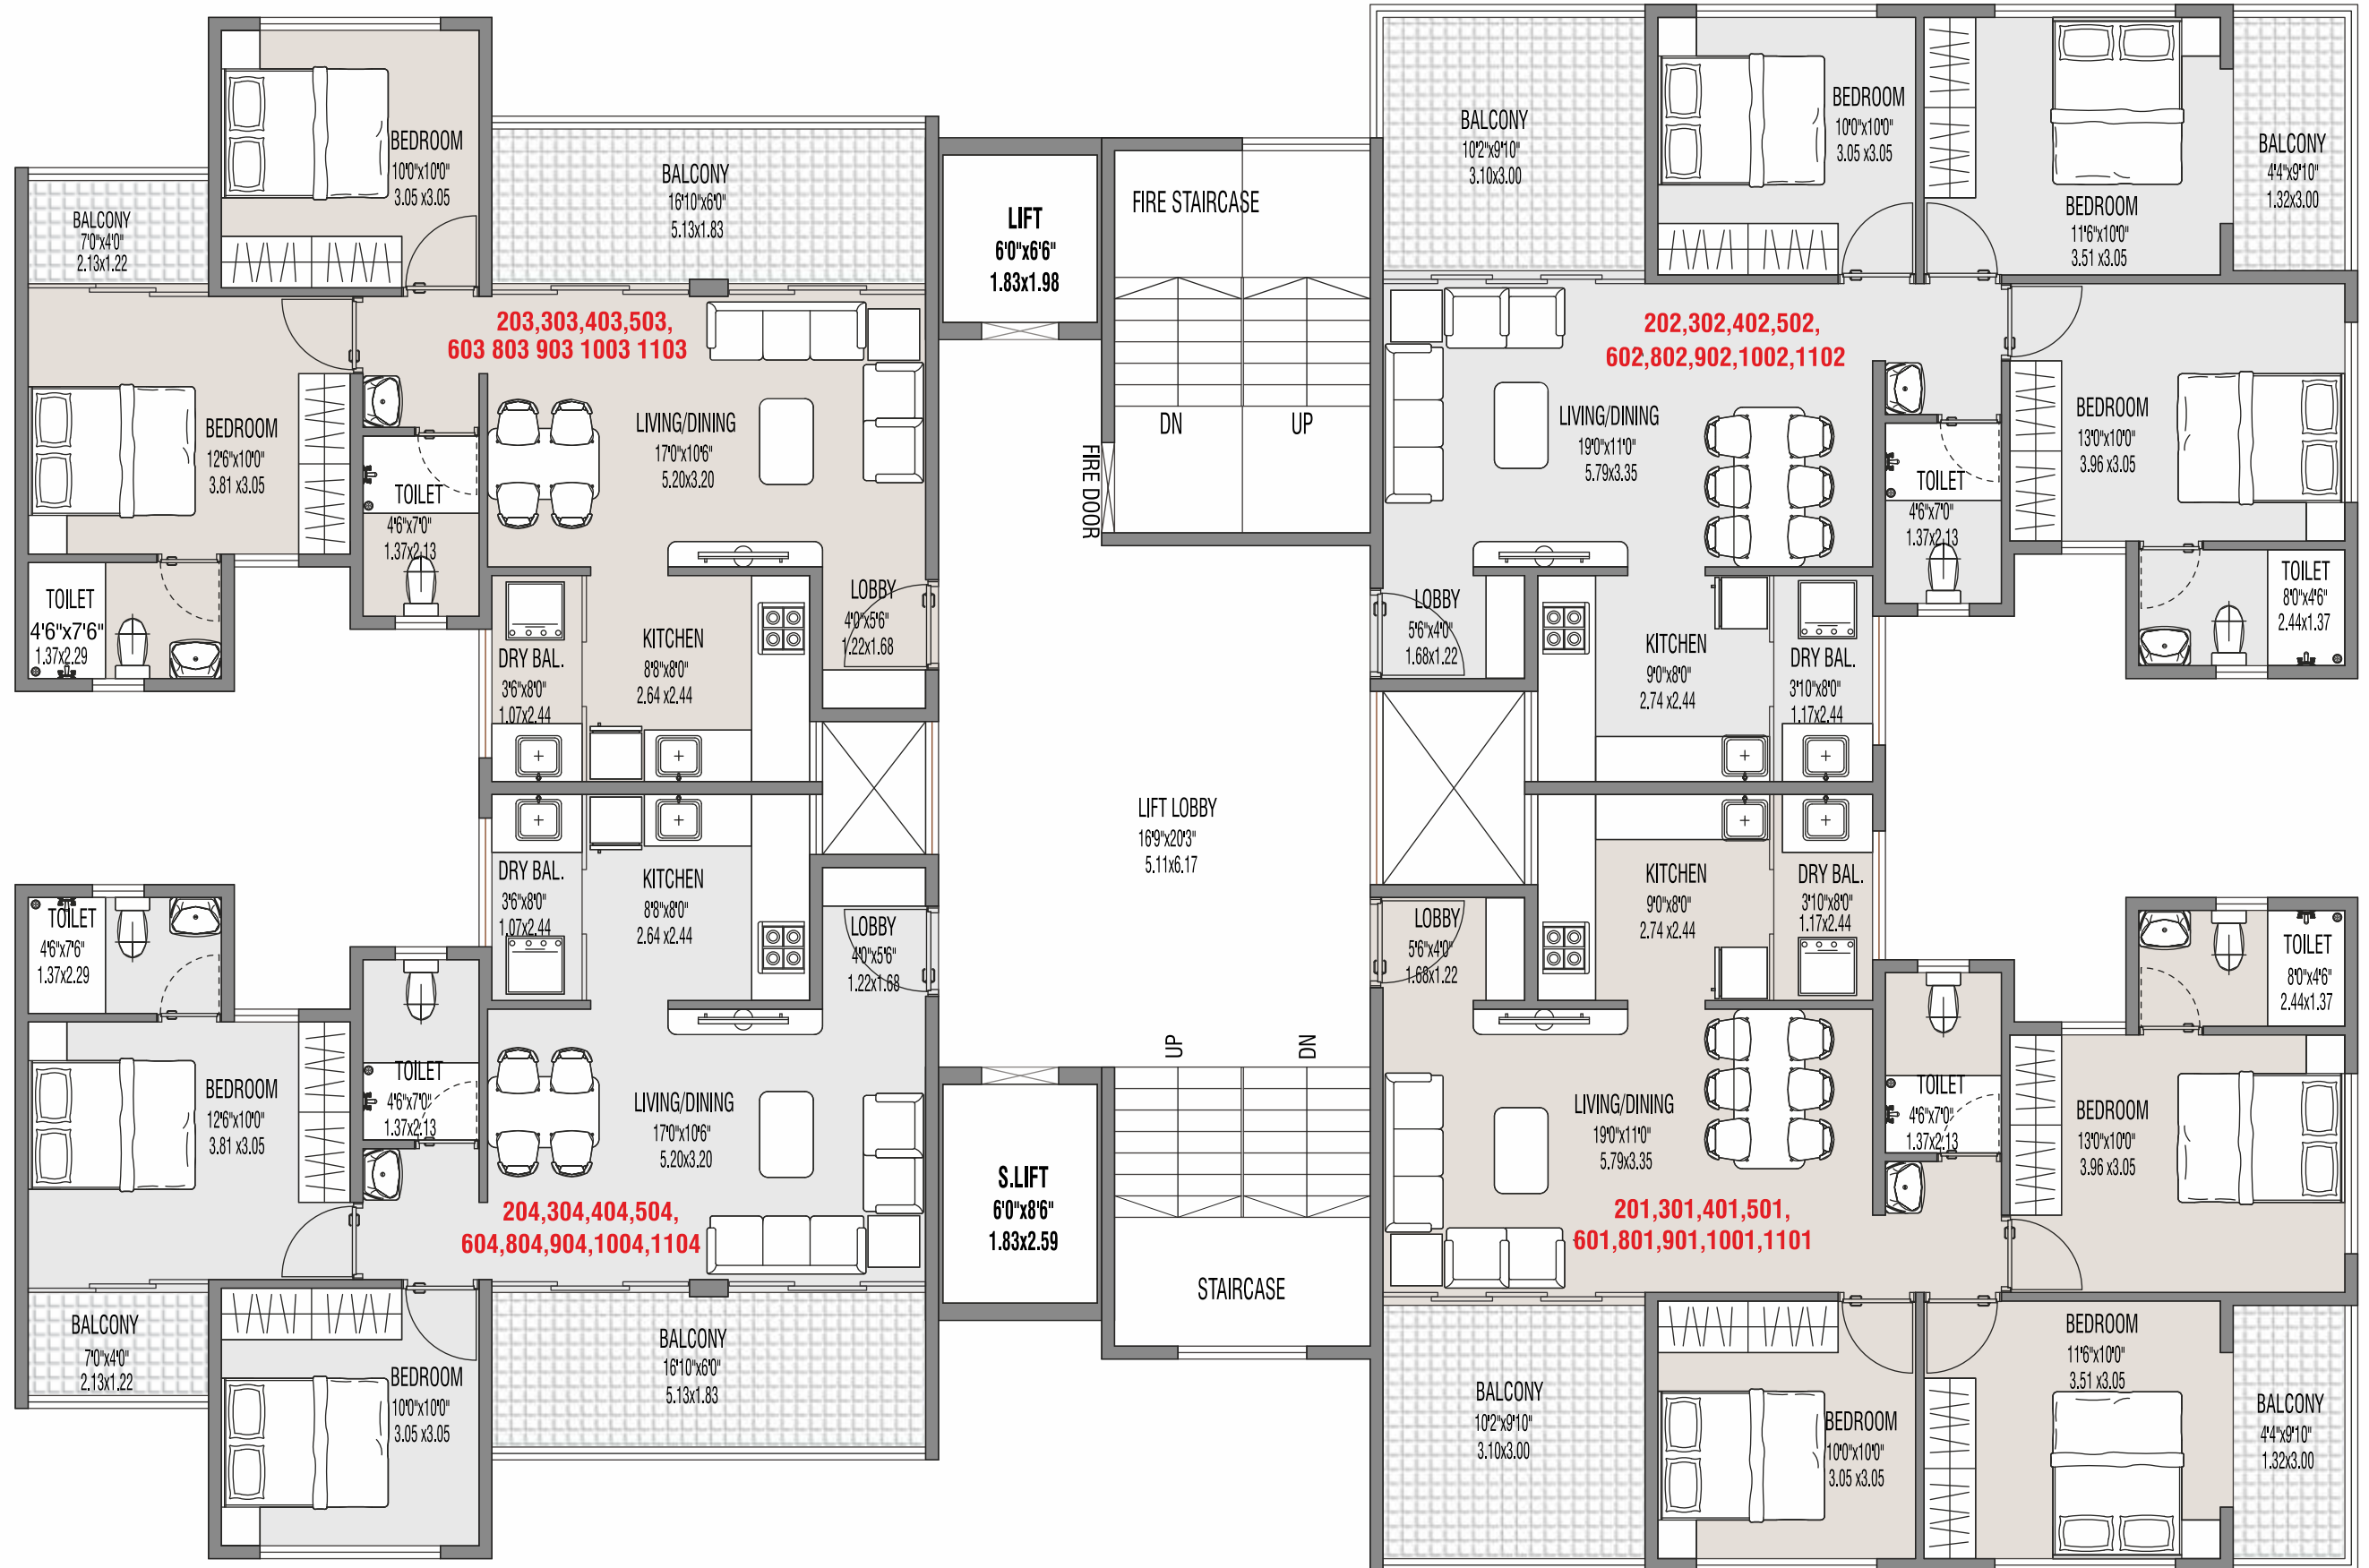 BEDROOM
10'0"x10'0"
3.05 x3.05
BALCONY
7'0"x4'0"
2.13x1.22
BALCONY
16'10"x6'0"
5.13x1.83
203,303,403,503,
603 803 903 1003 1103
BEDROOM
12'6"x10'0"
3.81 x3.05
LIVING/DINING
17'0"x10'6"
5.20x3.20
TOILET
4'6"x7'0"
1.37x2.13
TOILET
4'6"x7'6"
1.37x2.29
DRY BAL.
3'6"x8'0"
1.07x2.44
KITCHEN
8'8"x8'0"
2.64 x2.44
LOBBY
4'0"x5'6"
1.22x1.68
LIFT
6'0"x6'6"
1.83x1.98
FIRE STAIRCASE
DN
UP
FIRE DOOR
BALCONY
10'2"x9'10"
3.10x3.00
BEDROOM
10'0"x10'0"
3.05 x3.05
BEDROOM
11'6"x10'0"
3.51 x3.05
BALCONY
4'4"x9'10"
1.32x3.00
202,302,402,502,
602,802,902,1002,1102
LIVING/DINING
19'0"x11'0"
5.79x3.35
BEDROOM
13'0"x10'0"
3.96 x3.05
TOILET
4'6"x7'0"
1.37x2.13
TOILET
8'0"x4'6"
2.44x1.37
LOBBY
5'6"x4'0"
1.68x1.22
KITCHEN
9'0"x8'0"
2.74 x2.44
DRY BAL.
3'10"x8'0"
1.17x2.44
LIFT LOBBY
16'9"x20'3"
5.11x6.17
DRY BAL.
3'6"x8'0"
1.07x2.44
KITCHEN
8'8"x8'0"
2.64 x2.44
LOBBY
4'0"x5'6"
1.22x1.68
TOILET
4'6"x7'6"
1.37x2.29
BEDROOM
12'6"x10'0"
3.81 x3.05
TOILET
4'6"x7'0"
1.37x2.13
LIVING/DINING
17'0"x10'6"
5.20x3.20
204,304,404,504,
604,804,904,1004,1104
BALCONY
7'0"x4'0"
2.13x1.22
BEDROOM
10'0"x10'0"
3.05 x3.05
BALCONY
16'10"x6'0"
5.13x1.83
UP
DN
S.LIFT
6'0"x8'6"
1.83x2.59
STAIRCASE
KITCHEN
9'0"x8'0"
2.74 x2.44
DRY BAL.
3'10"x8'0"
1.17x2.44
LOBBY
5'6"x4'0"
1.68x1.22
TOILET
8'0"x4'6"
2.44x1.37
LIVING/DINING
19'0"x11'0"
5.79x3.35
TOILET
4'6"x7'0"
1.37x2.13
BEDROOM
13'0"x10'0"
3.96 x3.05
201,301,401,501,
601,801,901,1001,1101
BALCONY
10'2"x9'10"
3.10x3.00
BEDROOM
10'0"x10'0"
3.05 x3.05
BEDROOM
11'6"x10'0"
3.51 x3.05
BALCONY
4'4"x9'10"
1.32x3.00